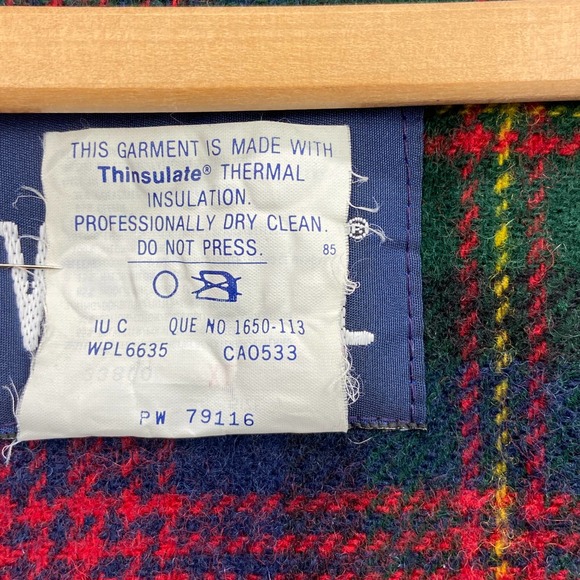 THIS GARMENT IS MADE WITH
Thinsulate® THERMAL
INSULATION.
PROFESSIONALLY DRY CLEAN.
DO NOT PRESS. 85
IU C QUE NO 1650-113
WPL6635 CA0533
PW 79116
®